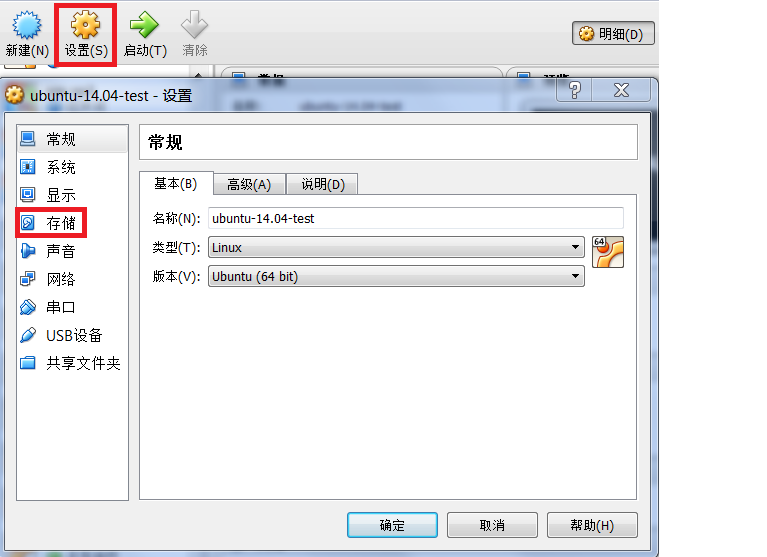 新建(N) 设置(S) 启动(T) 清除 明细(D)
ubuntu-14.04-test - 设置
常规
系统
显示
存储
声音
网络
串口
USB设备
共享文件夹
常规
基本(B) 高级(A) 说明(D)
名称(N): ubuntu-14.04-test
类型(T): Linux
64
版本(V): Ubuntu (64 bit)
确定 取消 帮助(H)